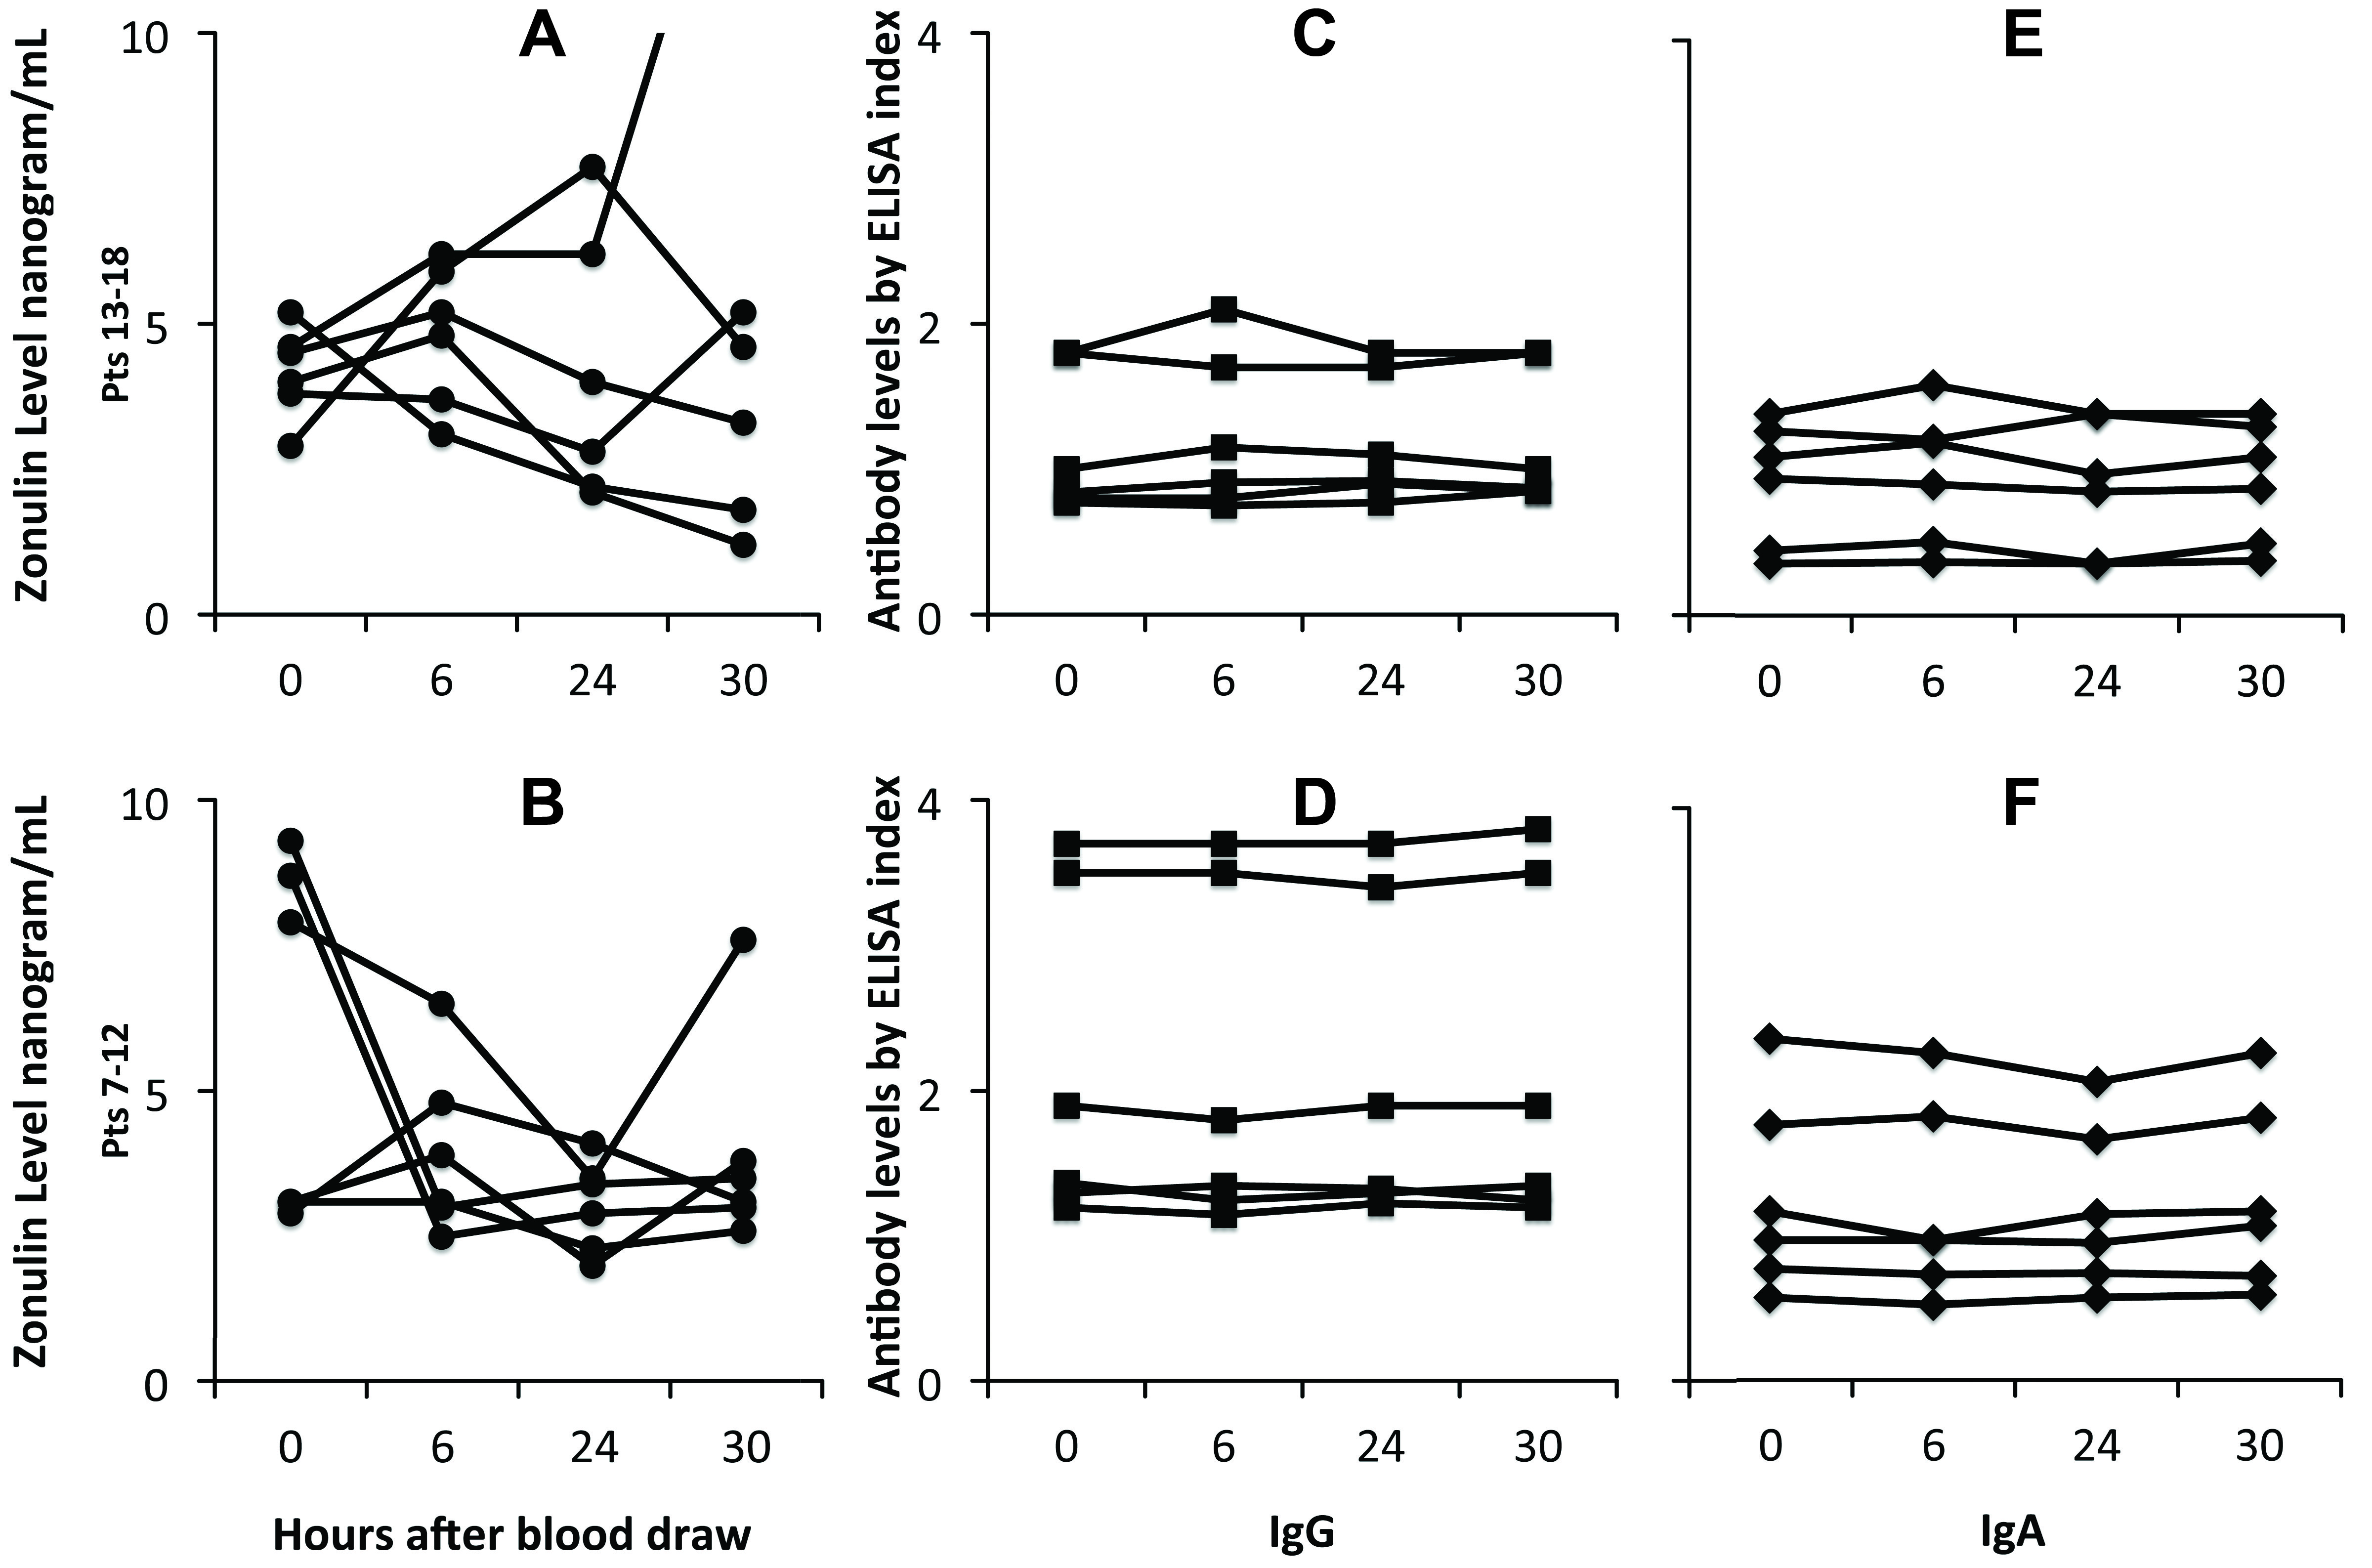 A
C
E
Zonulin Level nanogram/mL
Pts 13-18
10
5
0
Antibody levels by ELISA index
4
2
0
0 6 24 30
0 6 24 30
0 6 24 30
B
D
F
Zonulin Level nanogram/mL
Pts 7-12
10
5
0
Antibody levels by ELISA index
4
2
0
0 6 24 30
0 6 24 30
0 6 24 30
Hours after blood draw
IgG
IgA